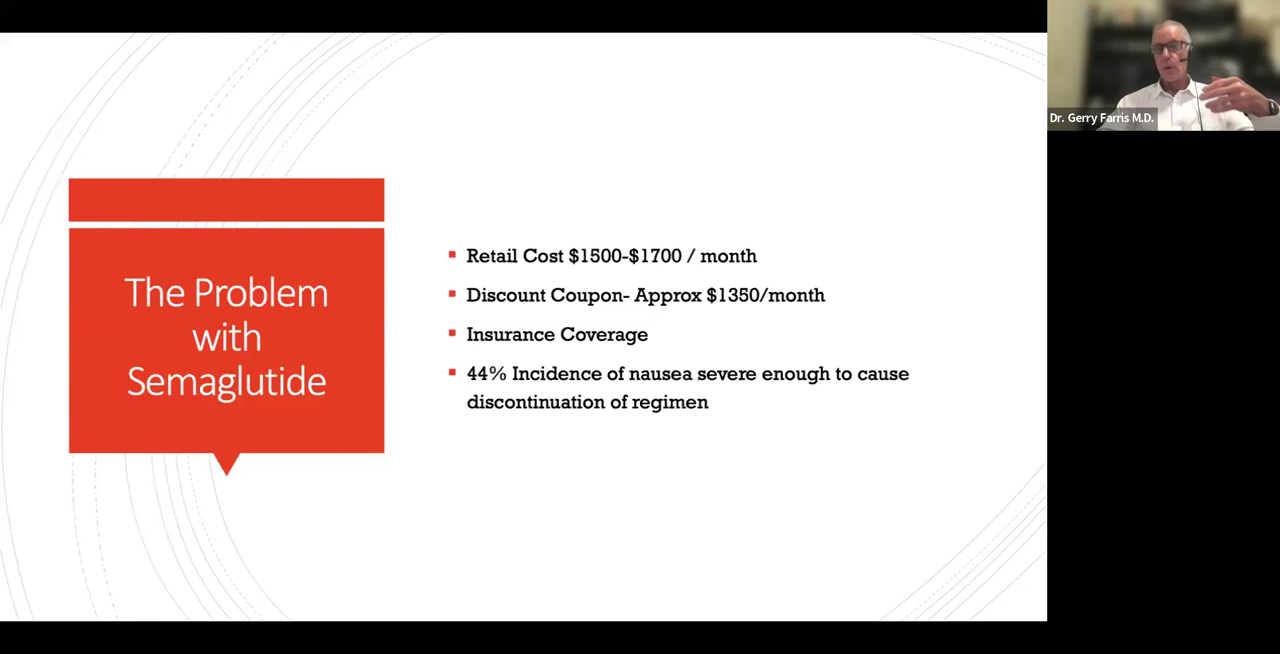 The Problem
with
Semaglutide
Retail Cost $1500-$1700 / month
Discount Coupon- Approx $1350/month
Insurance Coverage
44% Incidence of nausea severe enough to cause
discontinuation of regimen
Dr. Gerry Farris M.D.